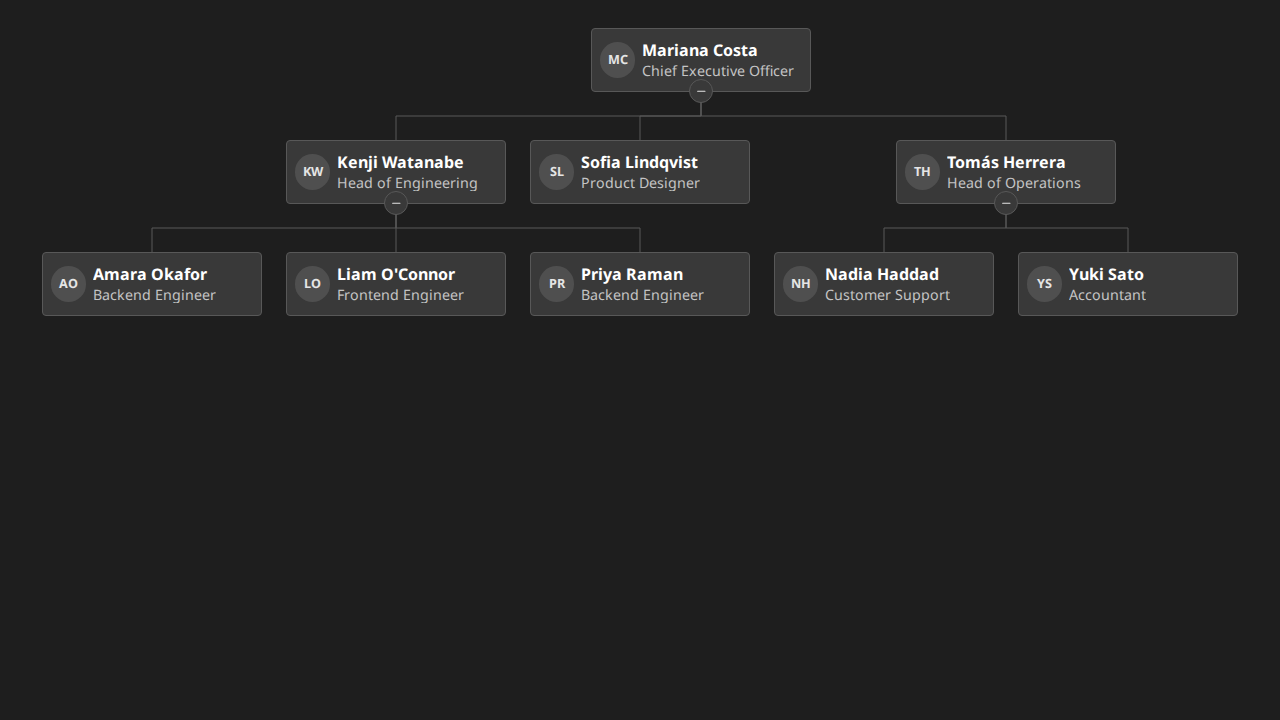 MC
Mariana Costa
Chief Executive Officer
KW
Kenji Watanabe
Head of Engineering
SL
Sofia Lindqvist
Product Designer
TH
Tomás Herrera
Head of Operations
AO
Amara Okafor
Backend Engineer
LO
Liam O'Connor
Frontend Engineer
PR
Priya Raman
Backend Engineer
NH
Nadia Haddad
Customer Support
YS
Yuki Sato
Accountant